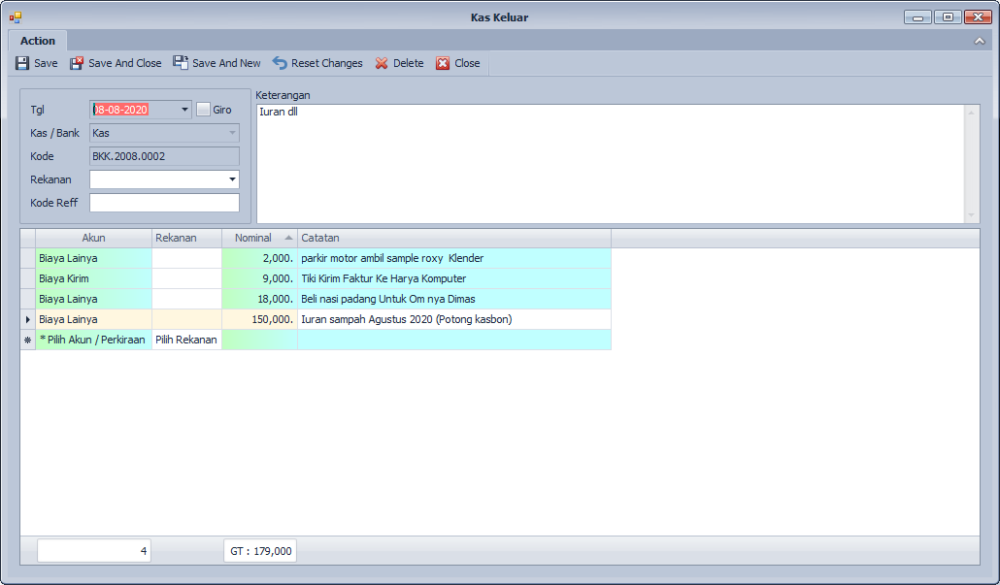 Kas Keluar
Action
Save Save And Close Save And New Reset Changes Delete Close
Tgl 08-08-2020 Giro
Kas / Bank Kas
Kode BKK.2008.0002
Rekanan
Kode Reff
Keterangan
Iuran dll
Akun Rekanan Nominal Catatan
Biaya Lainya 2,000. parkir motor ambil sample roxy Klender
Biaya Kirim 9,000. Tiki Kirim Faktur Ke Harya Komputer
Biaya Lainya 18,000. Beli nasi padang Untuk Om nya Dimas
Biaya Lainya 150,000. Iuran sampah Agustus 2020 (Potong kasbon)
* Pilih Akun / Perkiraan Pilih Rekanan
4 GT : 179,000